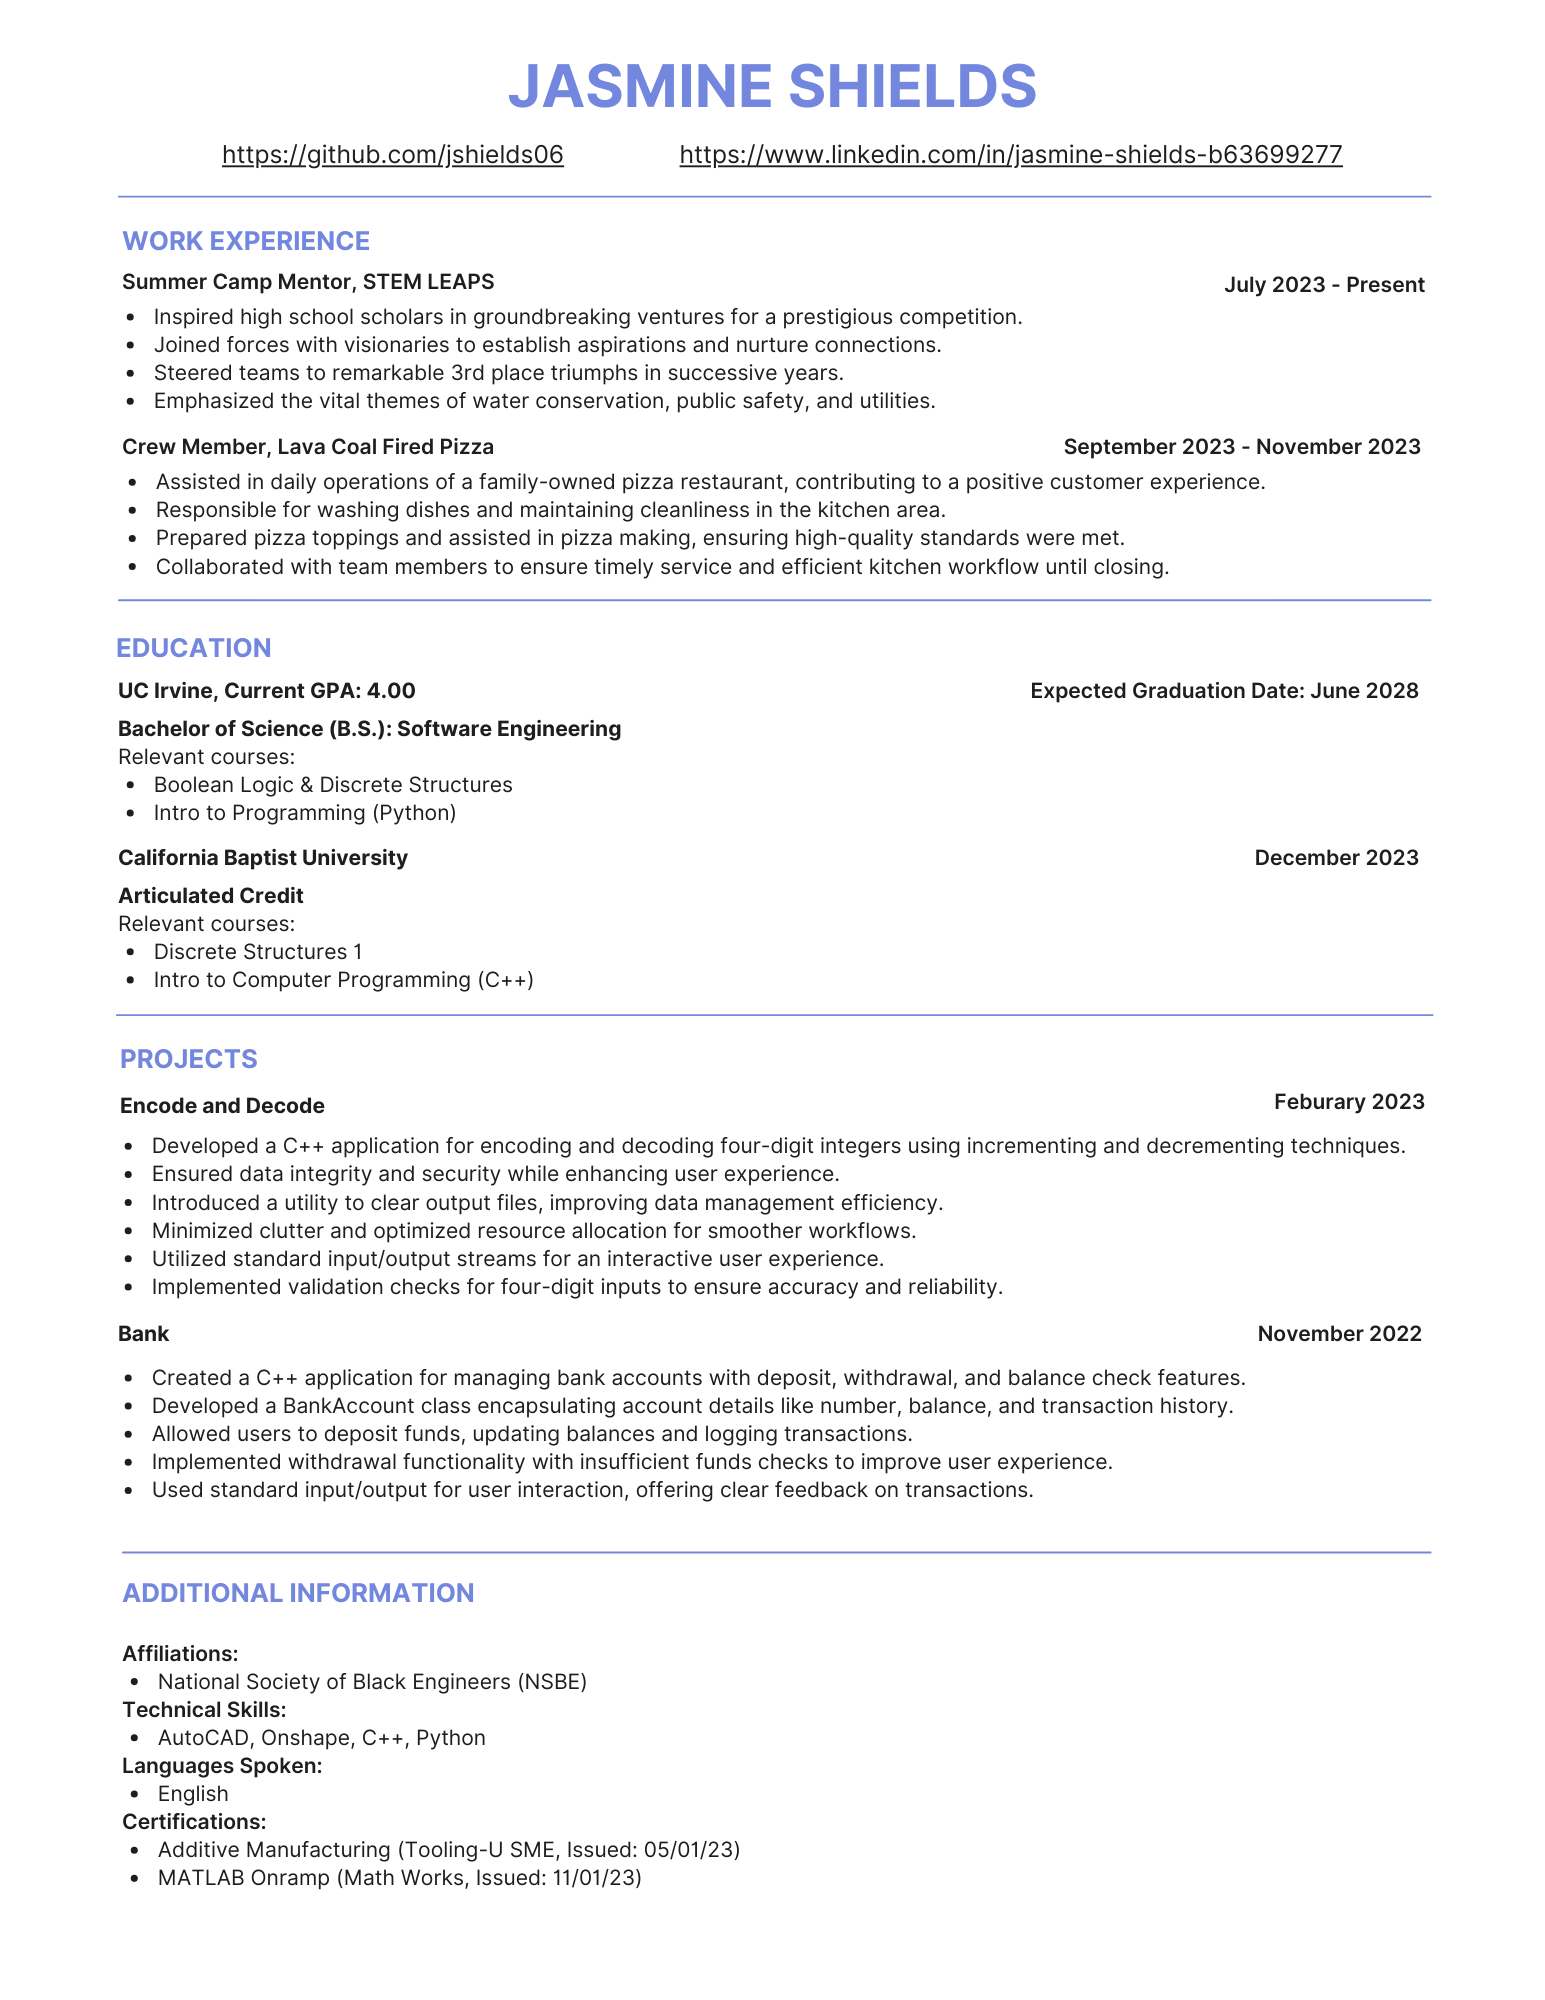 JASMINE SHIELDS
https://github.com/jshields06 https://www.linkedin.com/in/jasmine-shields-b63699277
WORK EXPERIENCE
Summer Camp Mentor, STEM LEAPS July 2023 - Present
• Inspired high school scholars in groundbreaking ventures for a prestigious competition.
• Joined forces with visionaries to establish aspirations and nurture connections.
• Steered teams to remarkable 3rd place triumphs in successive years.
• Emphasized the vital themes of water conservation, public safety, and utilities.
Crew Member, Lava Coal Fired Pizza September 2023 - November 2023
• Assisted in daily operations of a family-owned pizza restaurant, contributing to a positive customer experience.
• Responsible for washing dishes and maintaining cleanliness in the kitchen area.
• Prepared pizza toppings and assisted in pizza making, ensuring high-quality standards were met.
• Collaborated with team members to ensure timely service and efficient kitchen workflow until closing.
EDUCATION
UC Irvine, Current GPA: 4.00 Expected Graduation Date: June 2028
Bachelor of Science (B.S.): Software Engineering
Relevant courses:
• Boolean Logic & Discrete Structures
• Intro to Programming (Python)
California Baptist University December 2023
Articulated Credit
Relevant courses:
• Discrete Structures 1
• Intro to Computer Programming (C++)
PROJECTS
Encode and Decode Feburary 2023
• Developed a C++ application for encoding and decoding four-digit integers using incrementing and decrementing techniques.
• Ensured data integrity and security while enhancing user experience.
• Introduced a utility to clear output files, improving data management efficiency.
• Minimized clutter and optimized resource allocation for smoother workflows.
• Utilized standard input/output streams for an interactive user experience.
• Implemented validation checks for four-digit inputs to ensure accuracy and reliability.
Bank November 2022
• Created a C++ application for managing bank accounts with deposit, withdrawal, and balance check features.
• Developed a BankAccount class encapsulating account details like number, balance, and transaction history.
• Allowed users to deposit funds, updating balances and logging transactions.
• Implemented withdrawal functionality with insufficient funds checks to improve user experience.
• Used standard input/output for user interaction, offering clear feedback on transactions.
ADDITIONAL INFORMATION
Affiliations:
• National Society of Black Engineers (NSBE)
Technical Skills:
• AutoCAD, Onshape, C++, Python
Languages Spoken:
• English
Certifications:
• Additive Manufacturing (Tooling-U SME, Issued: 05/01/23)
• MATLAB Onramp (Math Works, Issued: 11/01/23)